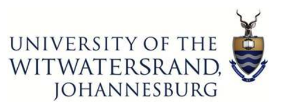 UNIVERSITY OF THE
WITWATERSRAND,
JOHANNESBURG